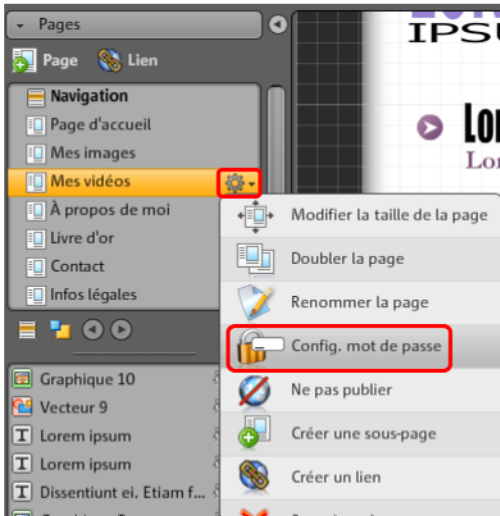 Pages
Page Lien
Navigation
Page d'accueil
Mes images
Mes vidéos
À propos de moi
Livre d'or
Contact
Infos légales
Graphique 10
Vecteur 9
Lorem ipsum
Lorem ipsum
Dissentiunt ei. Etiam f...
Modifier la taille de la page
Doubler la page
Renommer la page
Config. mot de passe
Ne pas publier
Créer une sous-page
Créer un lien
IPSU
Lor
Lor